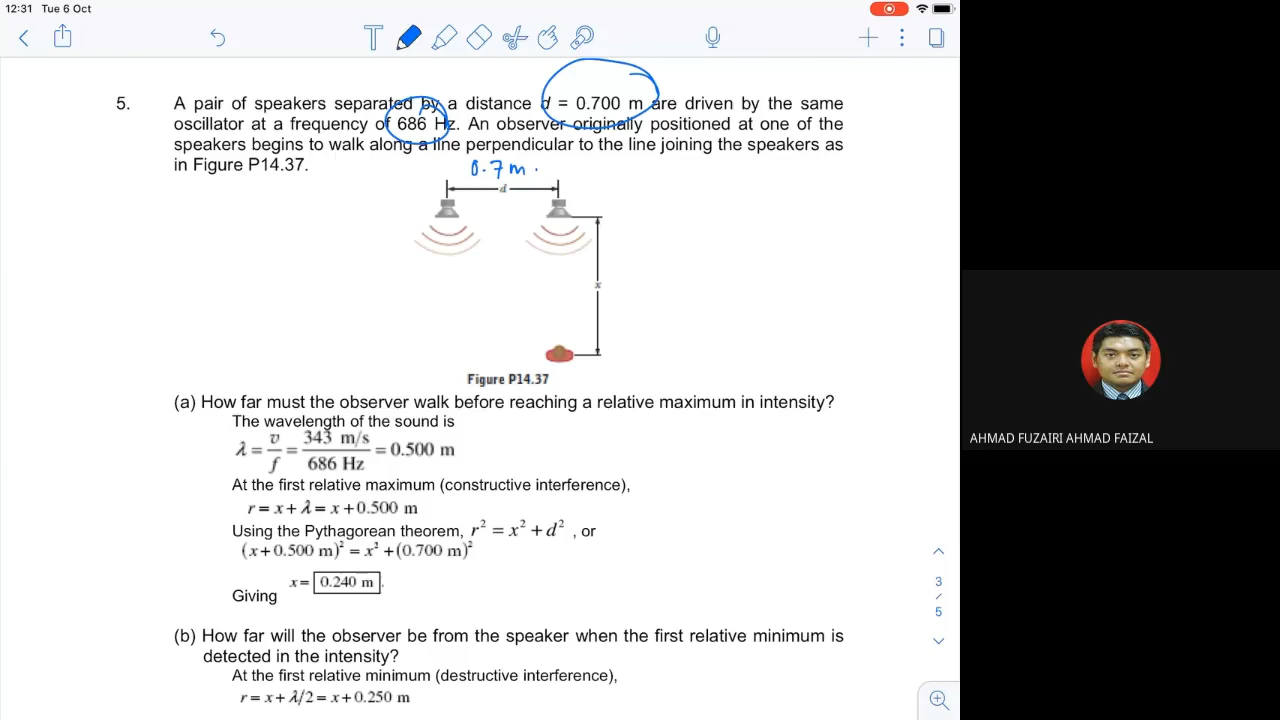 12:31 Tue 6 Oct
5. A pair of speakers separated by a distance d = 0.700 m are driven by the same
oscillator at a frequency of 686 Hz. An observer originally positioned at one of the
speakers begins to walk along a line perpendicular to the line joining the speakers as
in Figure P14.37.
0.7 m.
d
x
Figure P14.37
(a) How far must the observer walk before reaching a relative maximum in intensity?
The wavelength of the sound is
λ = v/f = 343 m/s / 686 Hz = 0.500 m
At the first relative maximum (constructive interference),
r = x + λ = x + 0.500 m
Using the Pythagorean theorem, r² = x² + d² , or
(x + 0.500 m)² = x² + (0.700 m)²
x = 0.240 m .
Giving
(b) How far will the observer be from the speaker when the first relative minimum is
detected in the intensity?
At the first relative minimum (destructive interference),
r = x + λ/2 = x + 0.250 m
3
/
5
AHMAD FUZAIRI AHMAD FAIZAL